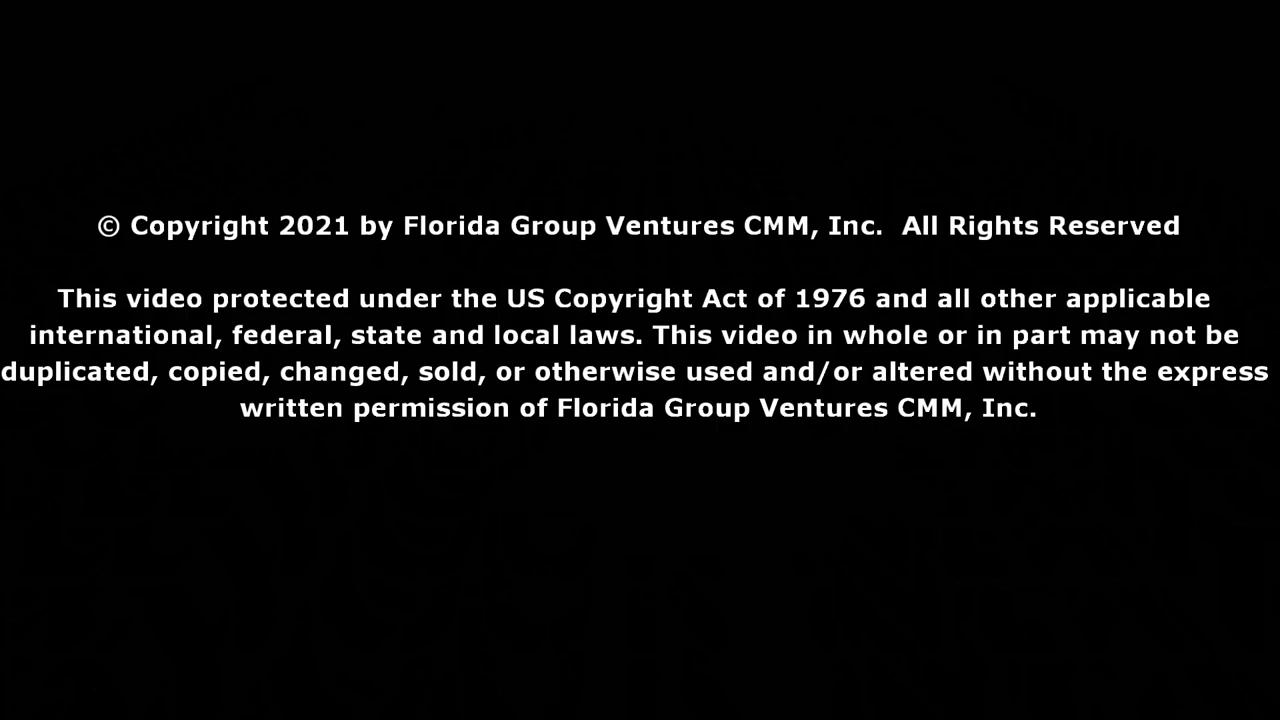 © Copyright 2021 by Florida Group Ventures CMM, Inc.  All Rights Reserved
This video protected under the US Copyright Act of 1976 and all other applicable
international, federal, state and local laws. This video in whole or in part may not be
duplicated, copied, changed, sold, or otherwise used and/or altered without the express
written permission of Florida Group Ventures CMM, Inc.